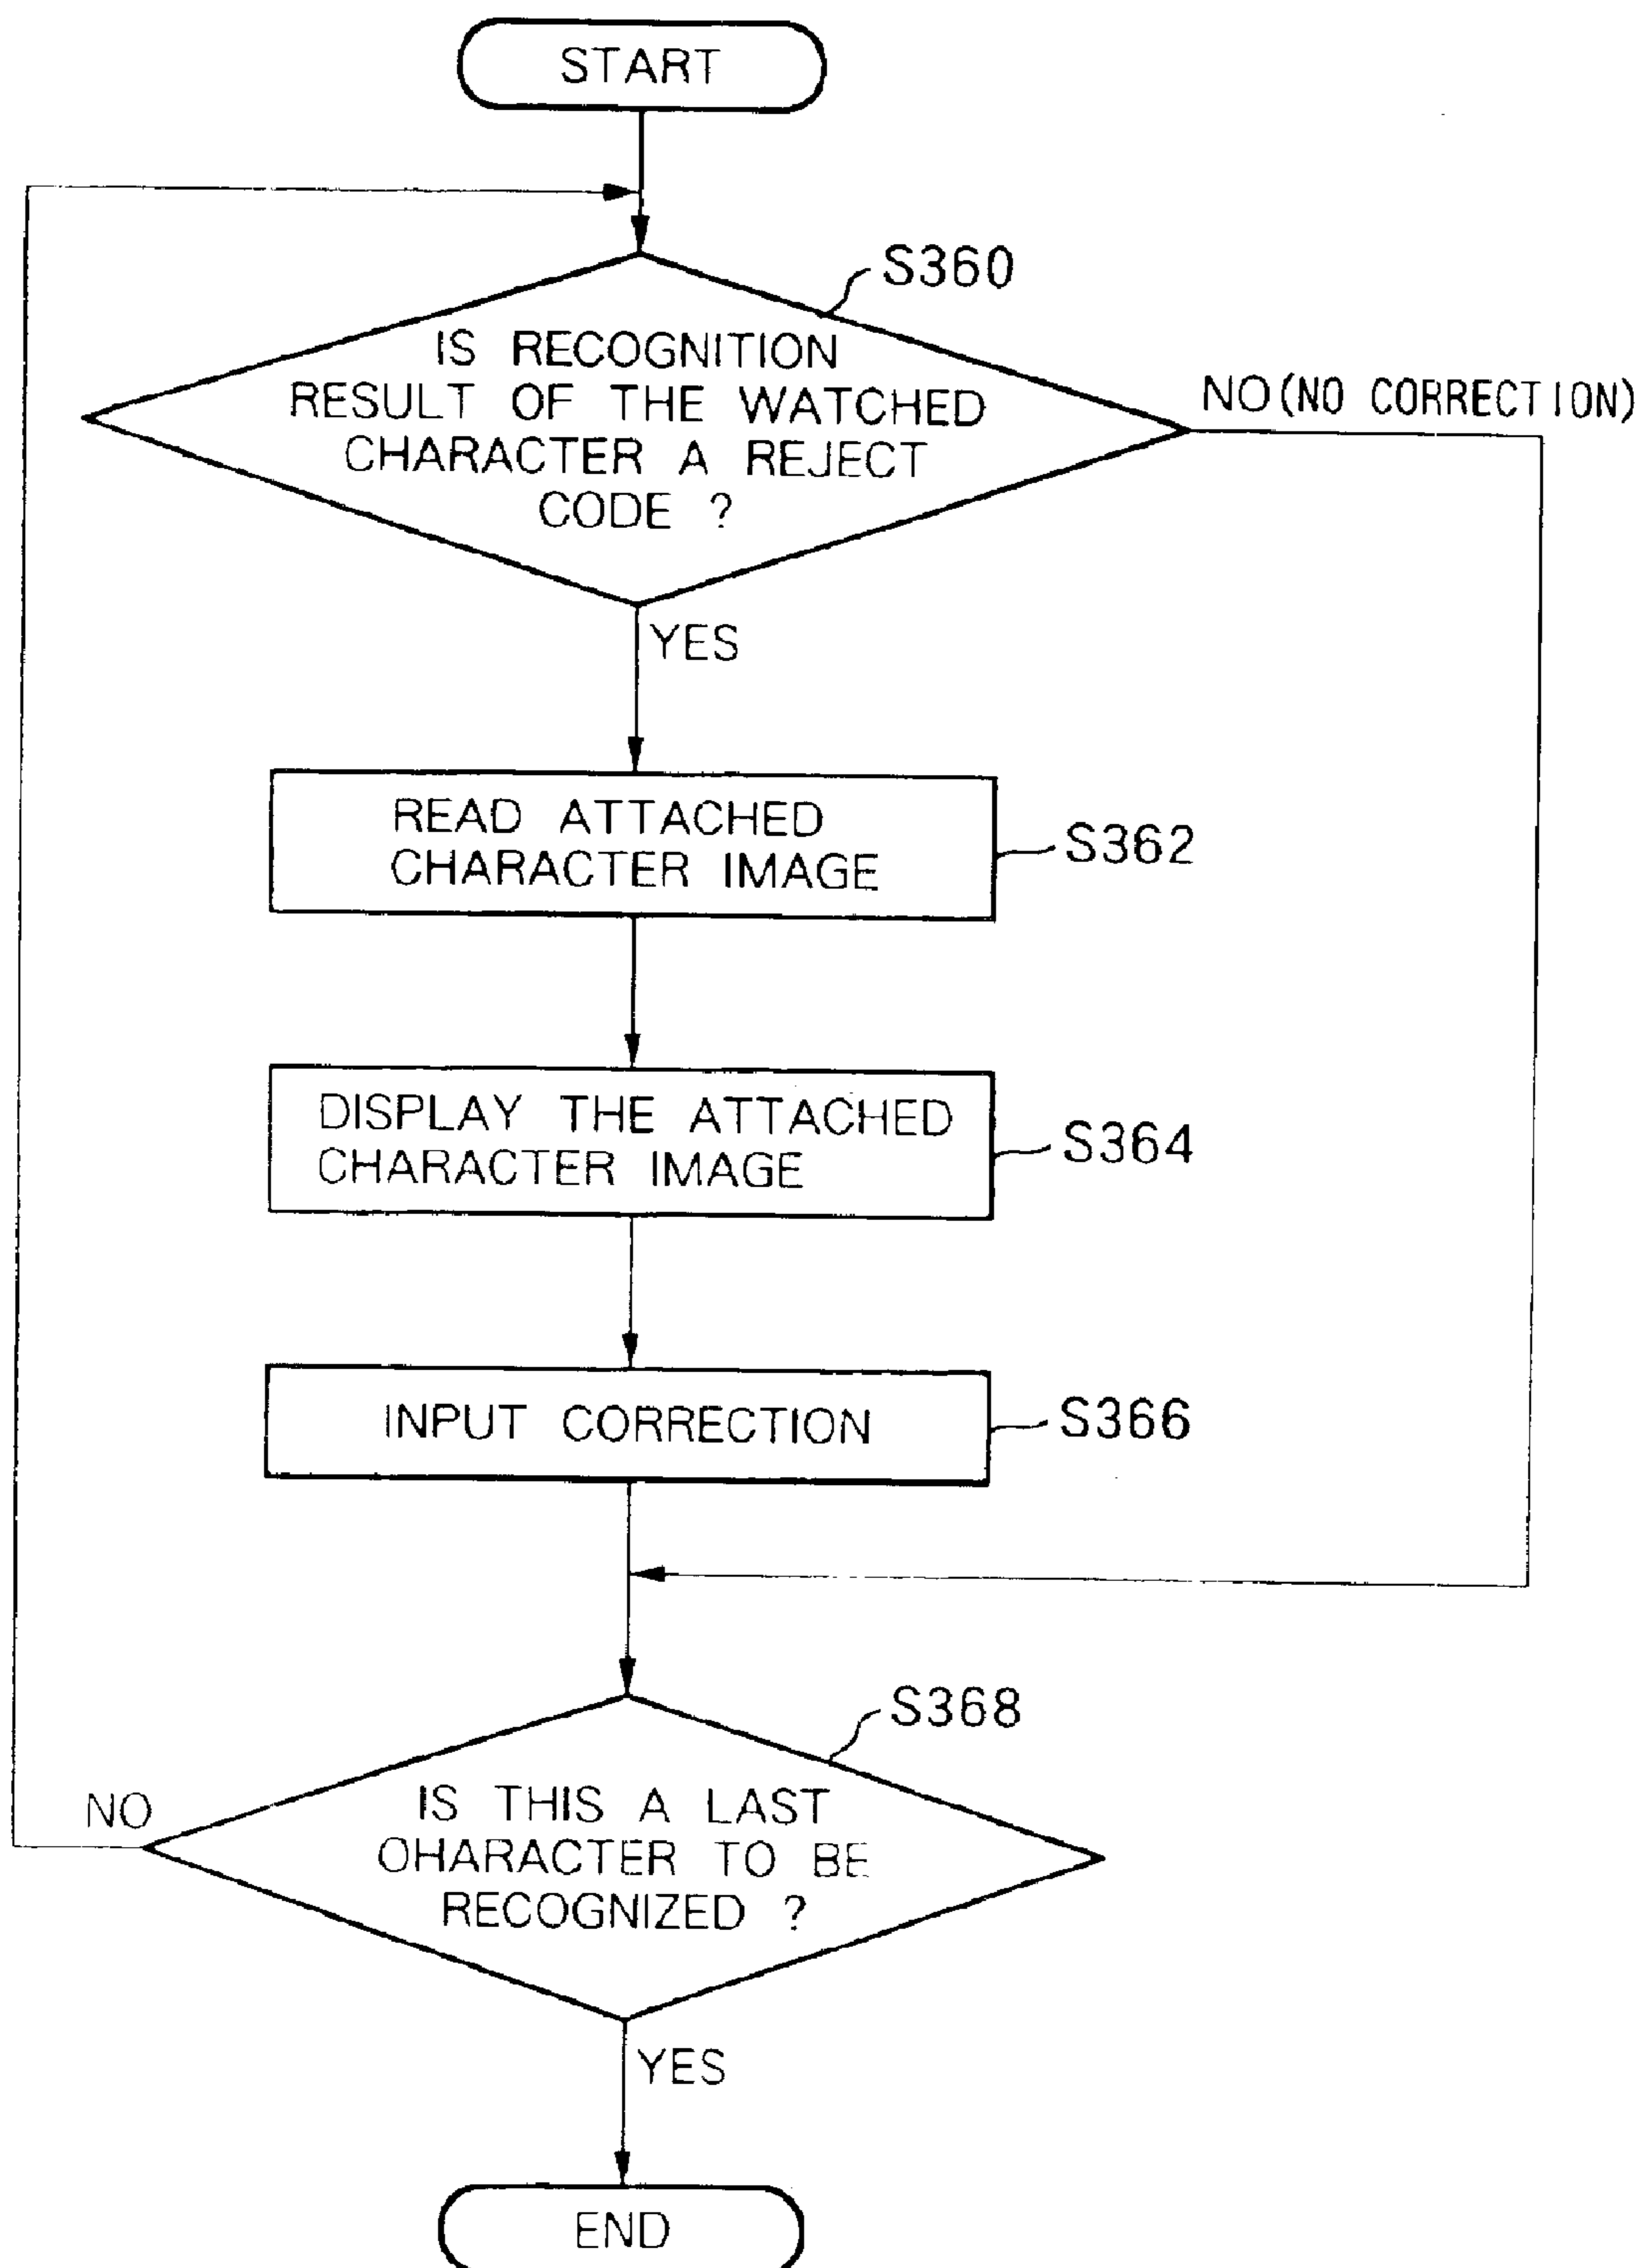 START
S360
IS RECOGNITION
RESULT OF THE WATCHED
CHARACTER A REJECT
CODE ?
NO(NO CORRECTION)
YES
READ ATTACHED
CHARACTER IMAGE
S362
DISPLAY THE ATTACHED
CHARACTER IMAGE
S364
INPUT CORRECTION
S366
S368
NO
IS THIS A LAST
OHARACTER TO BE
RECOGNIZED ?
YES
END